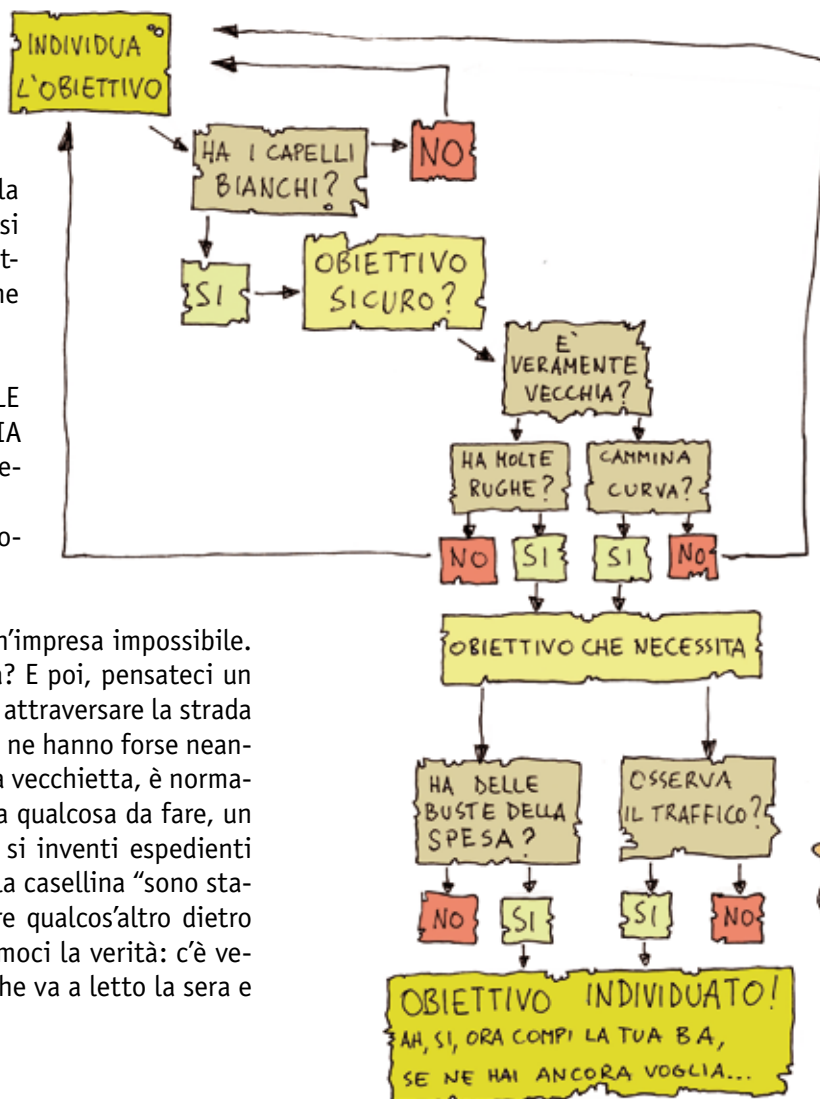 INDIVIDUA
L'OBIETTIVO
HA I CAPELLI
BIANCHI?
NO
SI
OBIETTIVO
SICURO?
E'
VERAMENTE
VECCHIA?
HA MOLTE
RUGHE?
CAMMINA
CURVA?
NO
SI
SI
NO
OBIETTIVO CHE NECESSITA
HA DELLE
BUSTE DELLA
SPESA?
OSSERVA
IL TRAFFICO?
NO
SI
SI
NO
OBIETTIVO INDIVIDUATO!
AH, SI, ORA COMPI LA TUA B.A,
SE NE HAI ANCORA VOGLIA...
la
si
t-
ne
LE
IA
e-
o-
n'impresa impossibile.
a? E poi, pensateci un
attraversare la strada
ne hanno forse nean-
a vecchietta, è norma-
a qualcosa da fare, un
si inventi espedienti
la casellina “sono sta-
re qualcos'altro dietro
moci la verità: c'è ve-
he va a letto la sera e